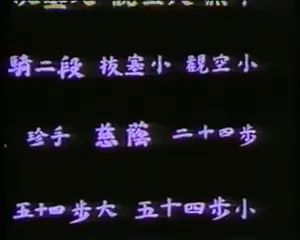 騎二段 拔塞小 観空小
珍手 慈蔭 二十四歩
五十四歩大 五十四歩小